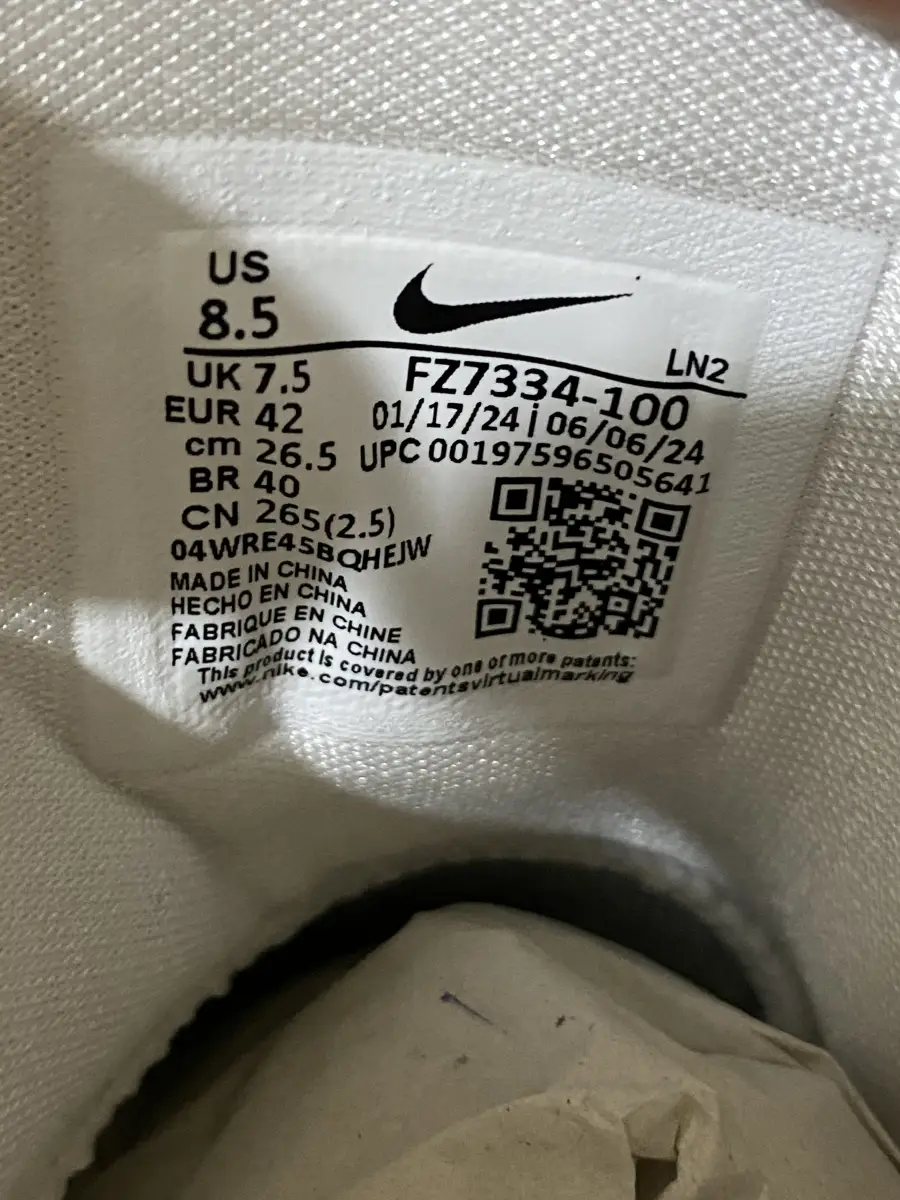 US
8.5
LN2
UK 7.5
FZ7334-100
EUR 42
01/17/24 | 06/06/24
cm 26.5
UPC 00197596505641
BR 40
CN 265(2.5)
04WRE45BQHEJW
MADE IN CHINA
HECHO EN CHINA
FABRIQUE EN CHINE
FABRICADO NA CHINA
This product is covered by one or more patents:
www.nike.com/patentsvirtualmarking